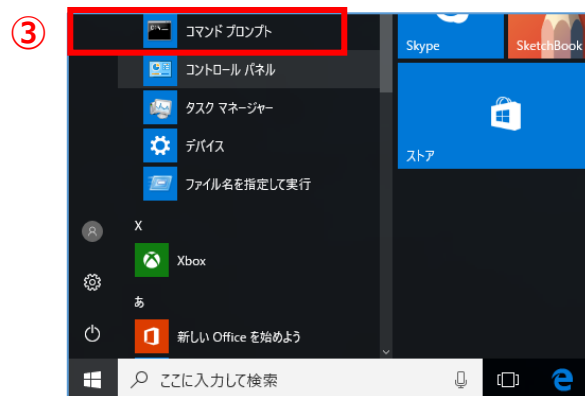 ③
コマンド プロンプト
コントロール パネル
タスク マネージャー
デバイス
ファイル名を指定して実行
X
Xbox
あ
新しい Office を始めよう
Skype
SketchBook
ストア
ここに入力して検索